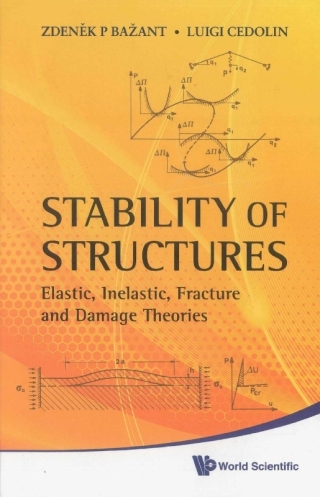 ZDENĚK P BAŽANT • LUIGI CEDOLIN
STABILITY OF
STRUCTURES
Elastic, Inelastic, Fracture
and Damage Theories
World Scientific